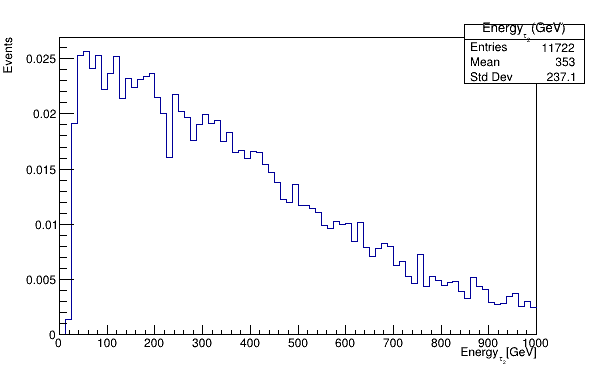 Energy_τ₂ (GeV)
Entries 11722
Mean 353
Std Dev 237.1
Events
0.025
0.02
0.015
0.01
0.005
0
0 100 200 300 400 500 600 700 800 900 1000
Energy_τ₂ [GeV]